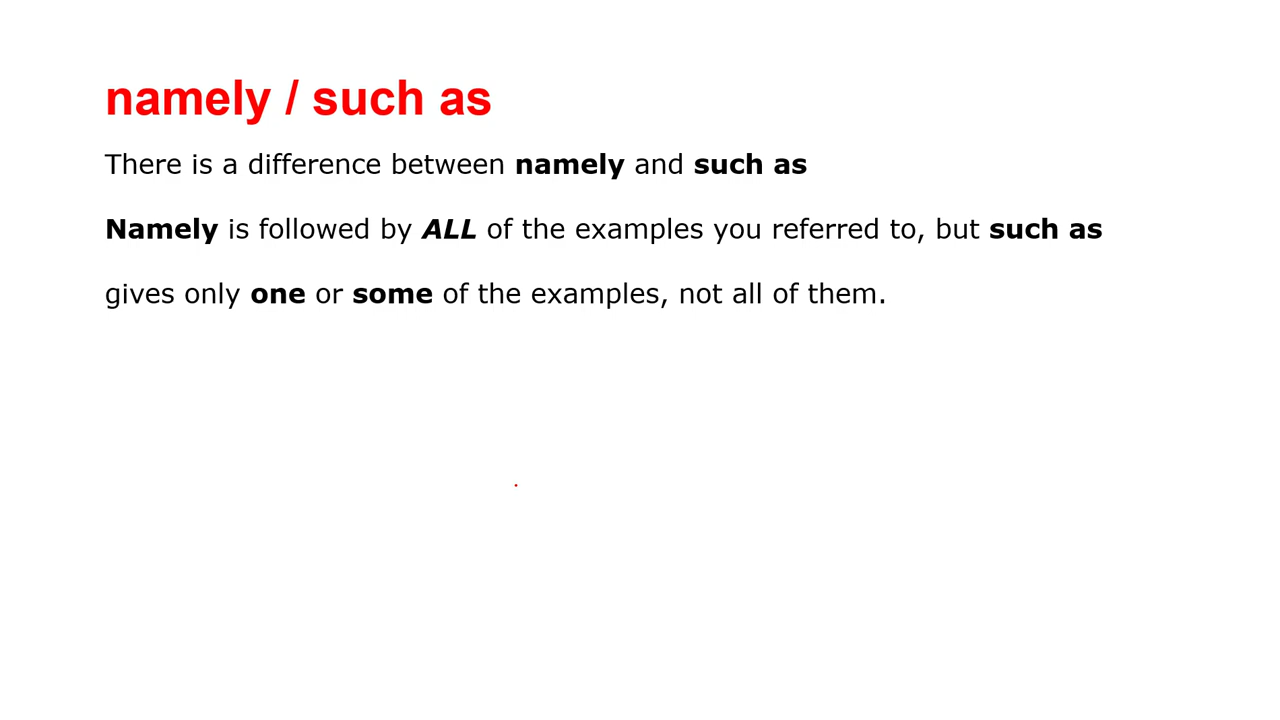 namely / such as
There is a difference between namely and such as
Namely is followed by ALL of the examples you referred to, but such as
gives only one or some of the examples, not all of them.